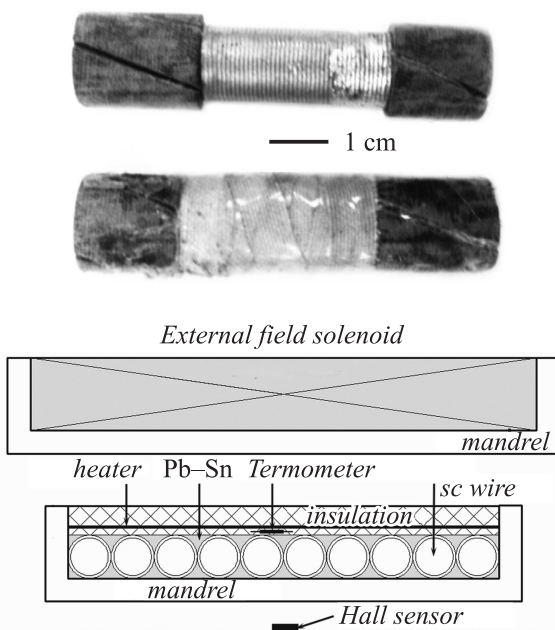 1 cm
External field solenoid
mandrel
heater Pb–Sn Termometer sc wire
insulation
mandrel
Hall sensor